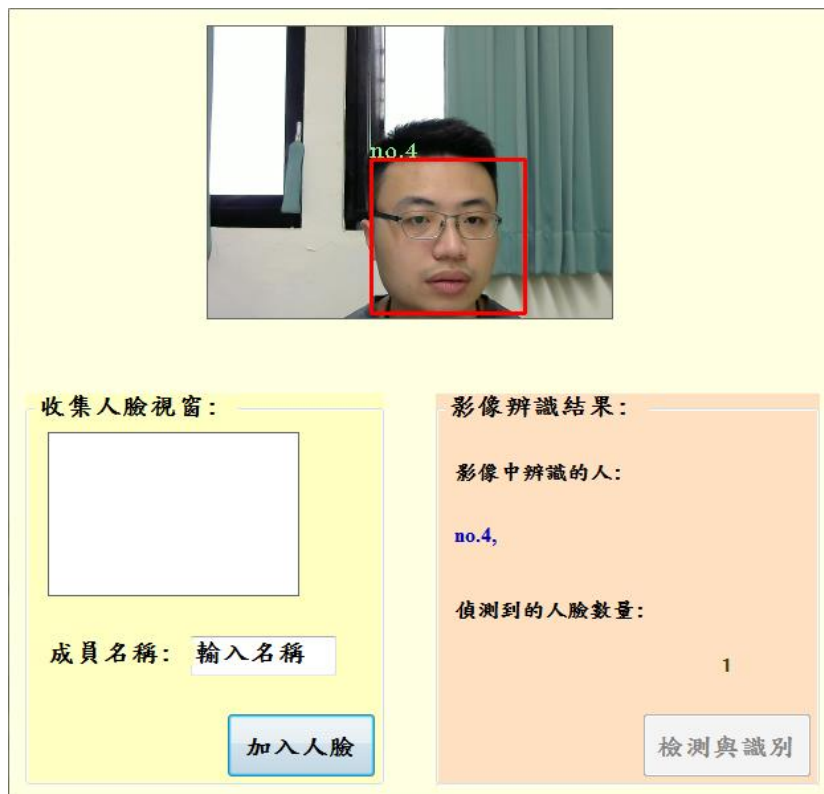 no.4
收集人臉視窗:
成員名稱: 輸入名稱
加入人臉
影像辨識結果:
影像中辨識的人:
no.4,
偵測到的人臉數量:
1
檢測與識別